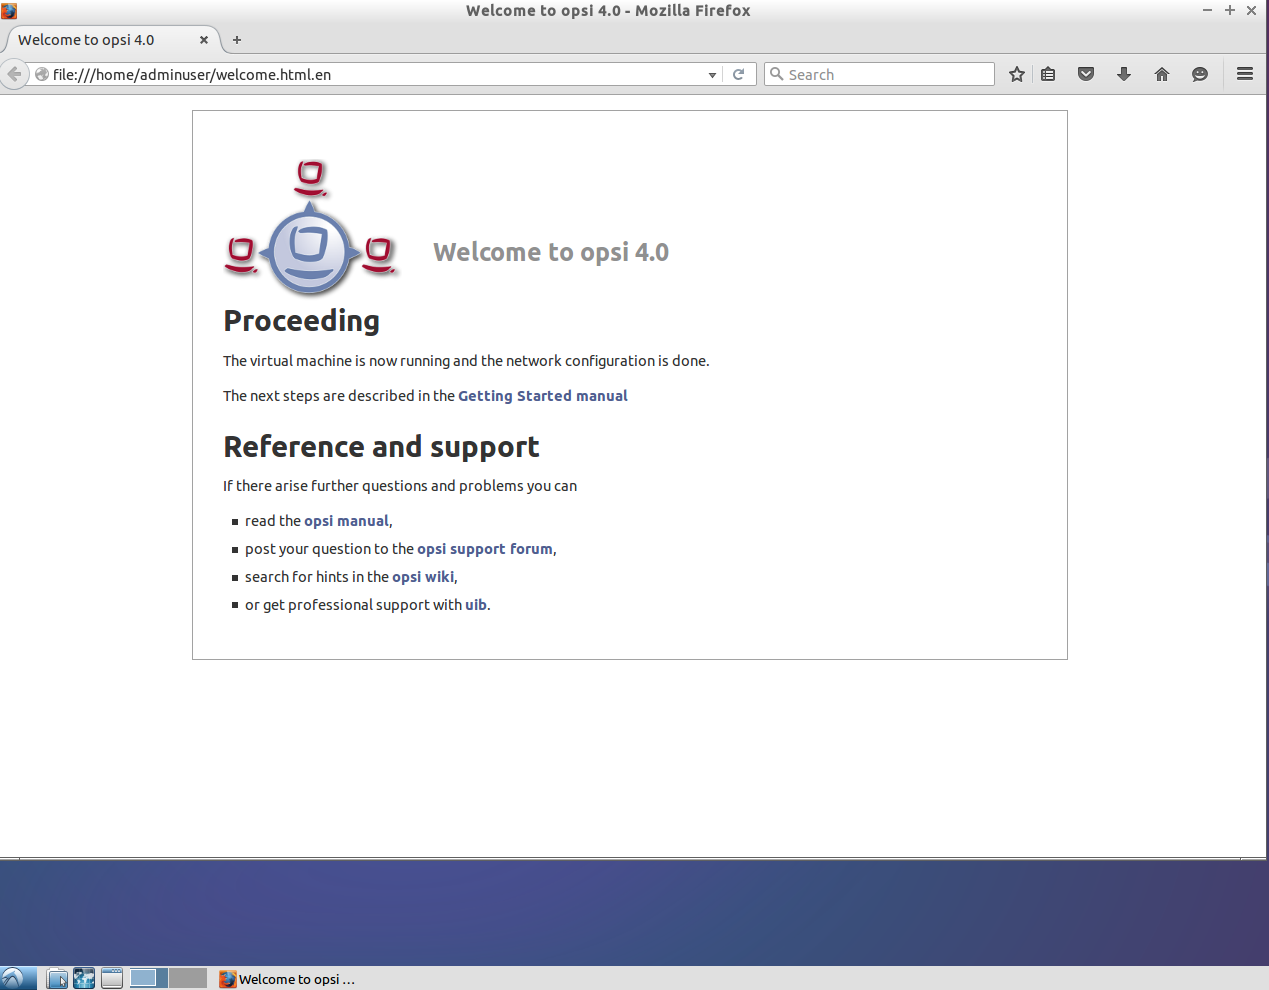 Welcome to opsi 4.0 - Mozilla Firefox
Welcome to opsi 4.0
file:///home/adminuser/welcome.html.en
Search
Welcome to opsi 4.0
Proceeding
The virtual machine is now running and the network configuration is done.
The next steps are described in the Getting Started manual
Reference and support
If there arise further questions and problems you can
read the opsi manual,
post your question to the opsi support forum,
search for hints in the opsi wiki,
or get professional support with uib.
Welcome to opsi ...